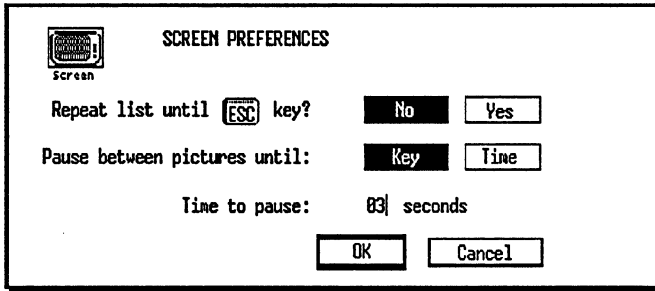 SCREEN PREFERENCES
Screen
Repeat list until ESC key? No Yes
Pause between pictures until: Key Time
Time to pause: 03 seconds
OK Cancel